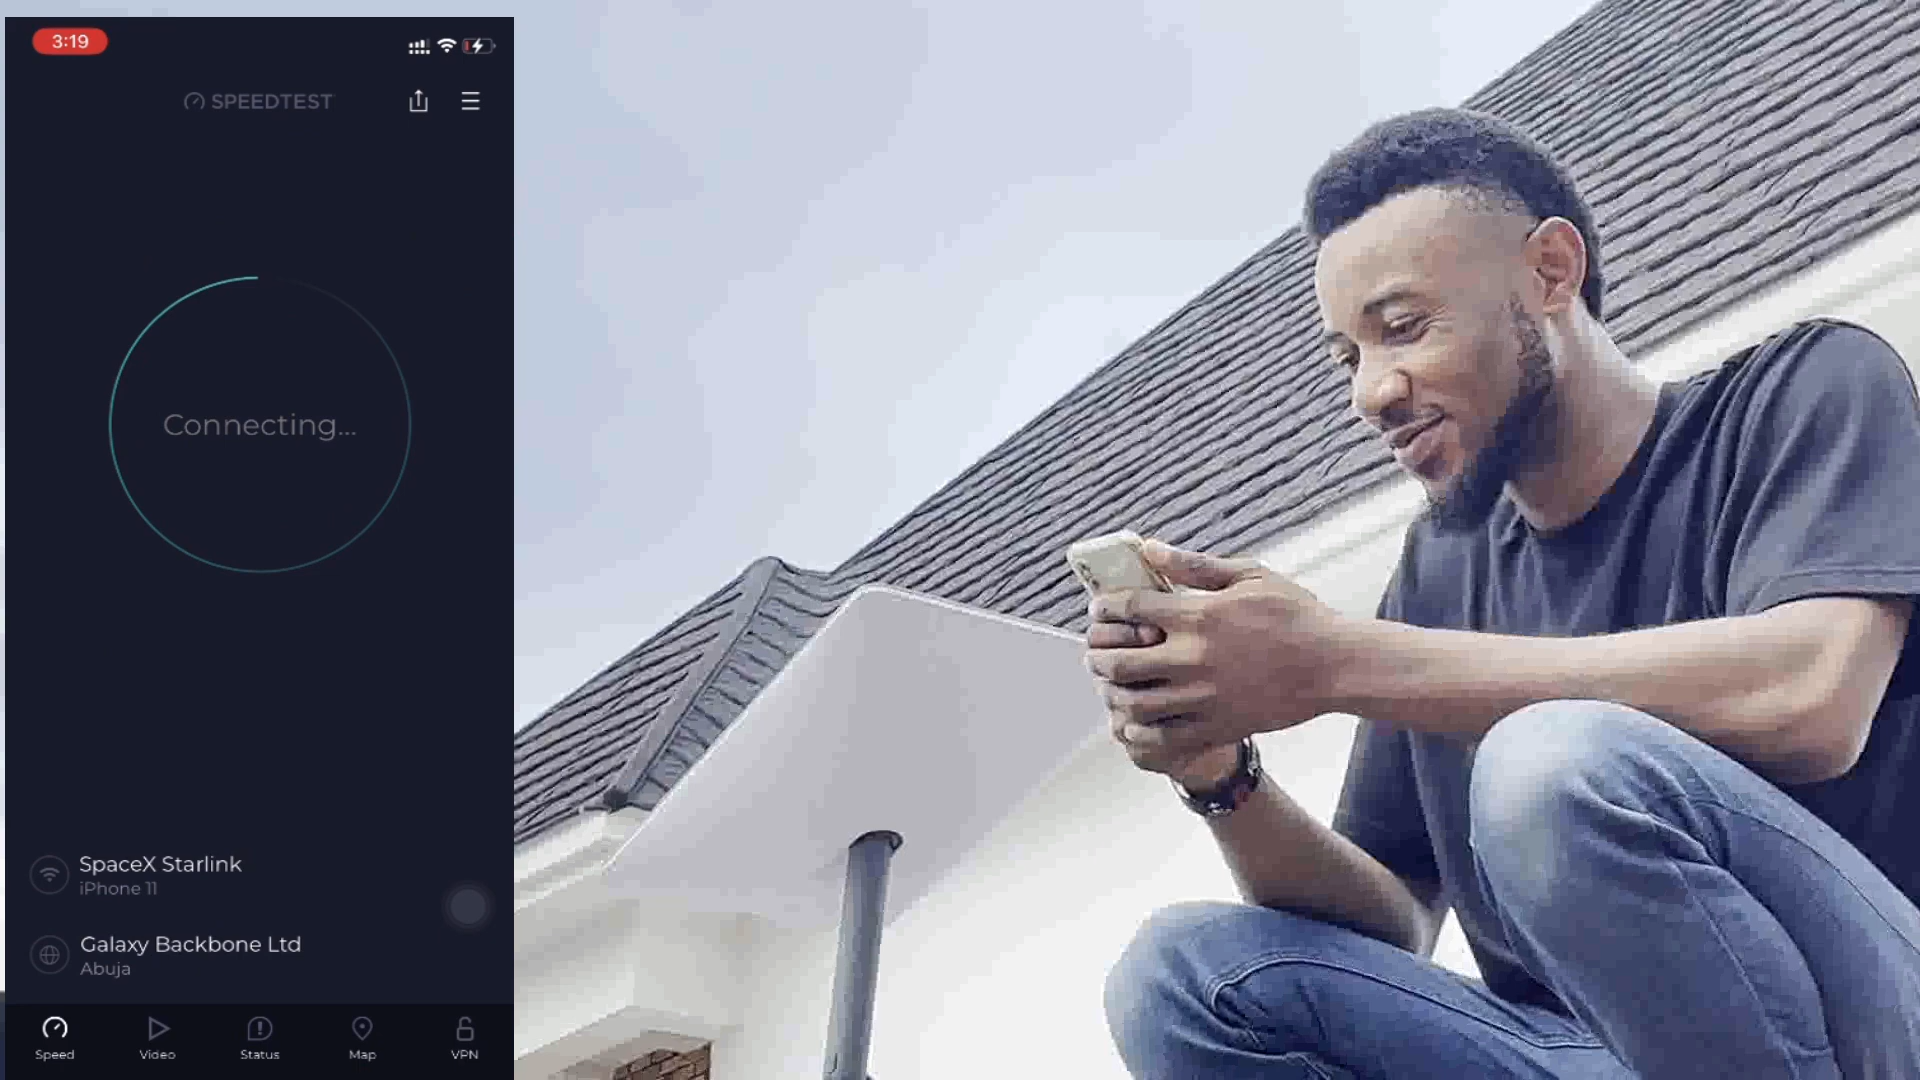 3:19
SPEEDTEST
Connecting...
SpaceX Starlink
iPhone 11
Galaxy Backbone Ltd
Abuja
Speed
Video
Status
Map
VPN